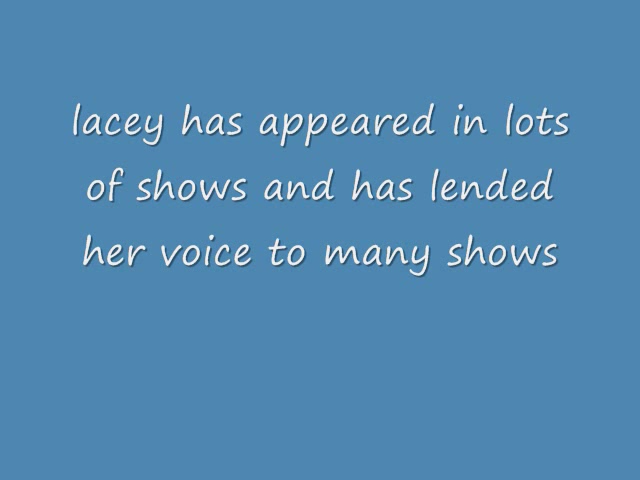 lacey has appeared in lots
of shows and has lended
her voice to many shows